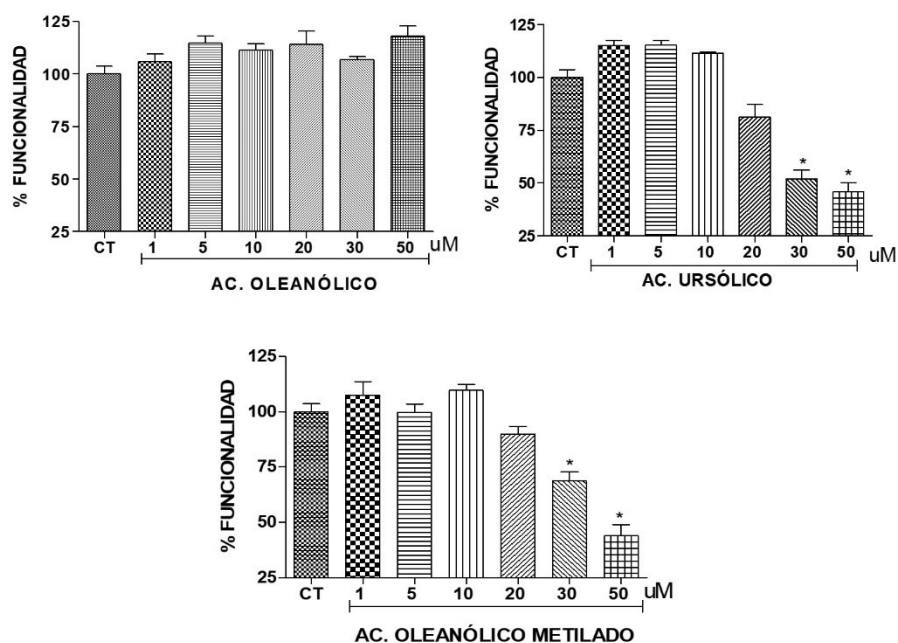 % FUNCIONALIDAD
125
100
75
50
25
CT 1 5 10 20 30 50 uM
AC. OLEANÓLICO
% FUNCIONALIDAD
125
100
75
50
25
* *
CT 1 5 10 20 30 50 uM
AC. URSÓLICO
% FUNCIONALIDAD
125
100
75
50
25
* *
CT 1 5 10 20 30 50 uM
AC. OLEANÓLICO METILADO